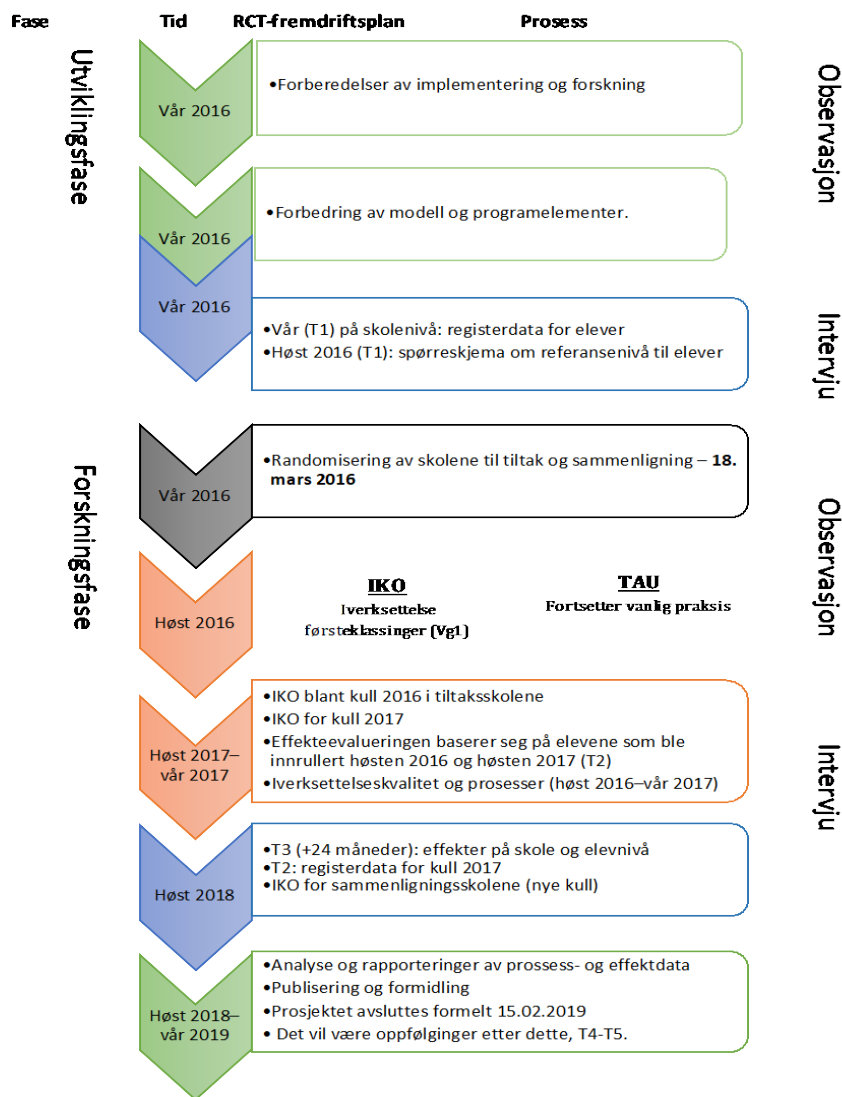 Fase Tid RCT-fremdriftsplan Prosess
Utviklingsfase
Observasjon
Vår 2016
•Forberedelser av implementering og forskning
Vår 2016
•Forbedring av modell og programelementer.
Intervju
Vår 2016
•Vår (T1) på skolenivå: registerdata for elever
•Høst 2016 (T1): spørreskjema om referansenivå til elever
Forskningsfase
Observasjon
Vår 2016
•Randomisering av skolene til tiltak og sammenligning – 18.
mars 2016
Høst 2016
IKO
Iverksettelse
førsteklassinger (Vg1)
TAU
Fortsetter vanlig praksis
Intervju
Høst 2017–
vår 2017
•IKO blant kull 2016 i tiltaksskolene
•IKO for kull 2017
•Effekteevalueringen baserer seg på elevene som ble
innrullert høsten 2016 og høsten 2017 (T2)
•Iverksettelseskvalitet og prosesser (høst 2016–vår 2017)
Høst 2018
•T3 (+24 måneder): effekter på skole og elevnivå
•T2: registerdata for kull 2017
•IKO for sammenligningsskolene (nye kull)
Høst 2018–
vår 2019
•Analyse og rapporteringer av prossess- og effektdata
•Publisering og formidling
•Prosjektet avsluttes formelt 15.02.2019
• Det vil være oppfølginger etter dette, T4-T5.